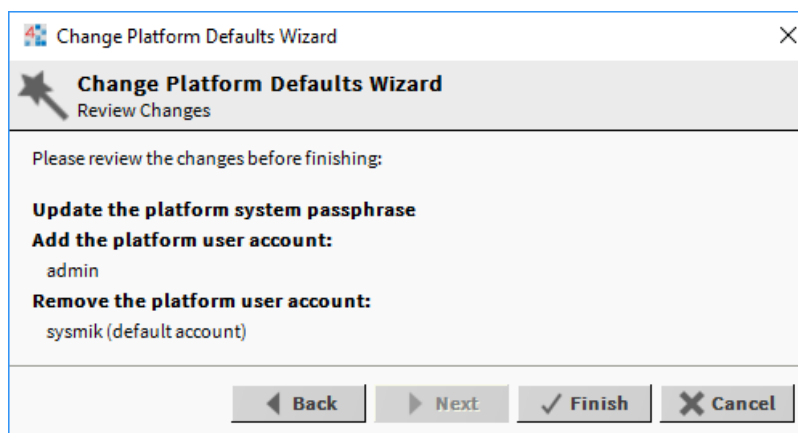 Change Platform Defaults Wizard
Change Platform Defaults Wizard
Review Changes
Please review the changes before finishing:
Update the platform system passphrase
Add the platform user account:
admin
Remove the platform user account:
sysmik (default account)
Back Next Finish Cancel